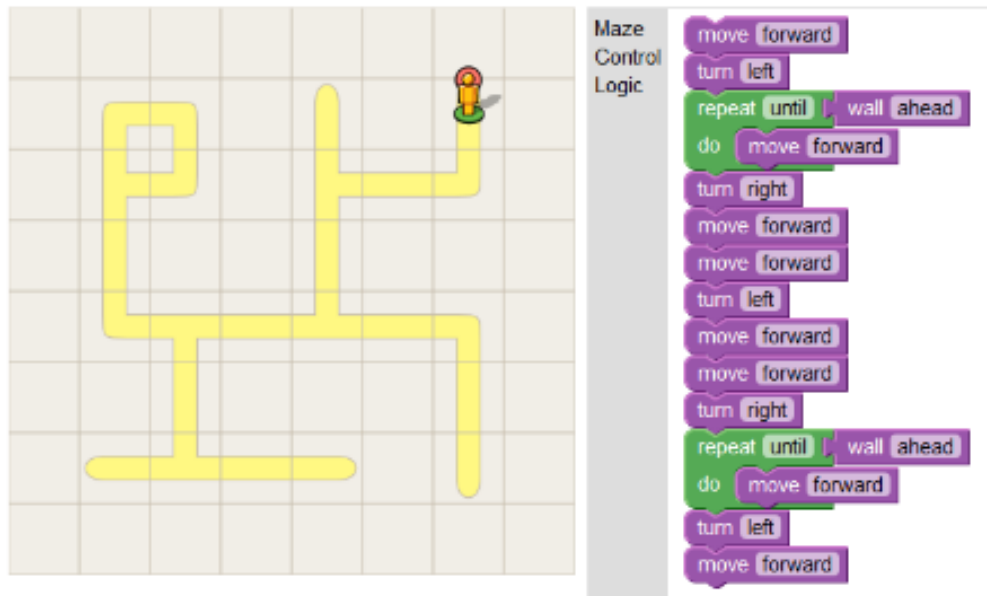 Maze
Control
Logic
move forward
turn left
repeat until wall ahead
do move forward
turn right
move forward
move forward
turn left
move forward
move forward
turn right
repeat until wall ahead
do move forward
turn left
move forward